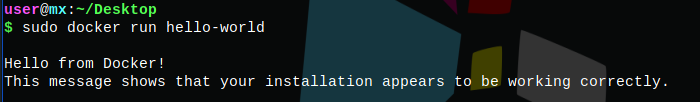 user@mx:~/Desktop
$ sudo docker run hello-world
Hello from Docker!
This message shows that your installation appears to be working correctly.